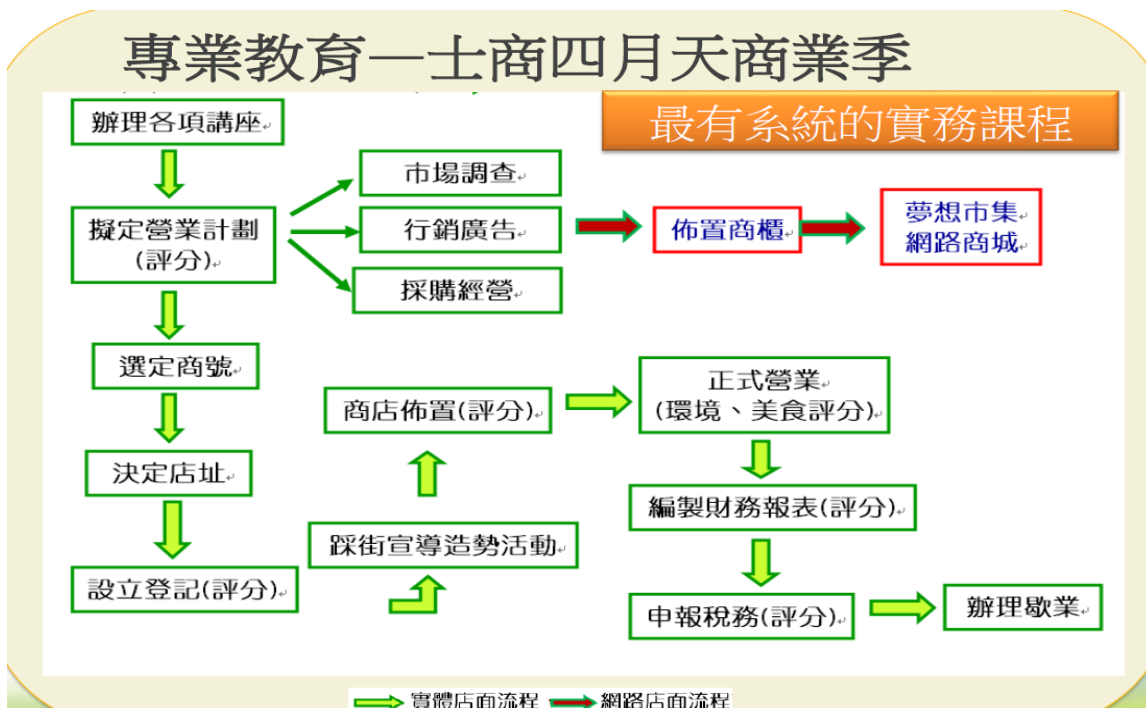 專業教育—士商四月天商業季
最有系統的實務課程
辦理各項講座
擬定營業計劃
(評分)
市場調查
行銷廣告
採購經營
佈置商櫃
夢想市集
網路商城
選定商號
決定店址
設立登記(評分)
踩街宣導造勢活動
商店佈置(評分)
正式營業
(環境、美食評分)
編製財務報表(評分)
申報稅務(評分)
辦理歇業
實體店面流程 網路店面流程